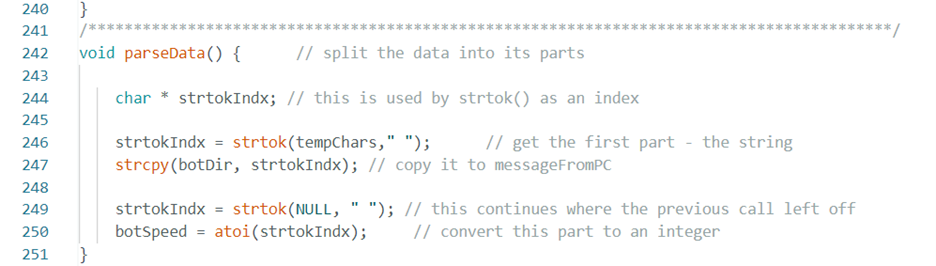 240 }
241 /******************************************************************************************/
242 void parseData() {      // split the data into its parts
243
244     char * strtokIndx; // this is used by strtok() as an index
245
246     strtokIndx = strtok(tempChars," ");      // get the first part - the string
247     strcpy(botDir, strtokIndx); // copy it to messageFromPC
248
249     strtokIndx = strtok(NULL, " "); // this continues where the previous call left off
250     botSpeed = atoi(strtokIndx);     // convert this part to an integer
251 }